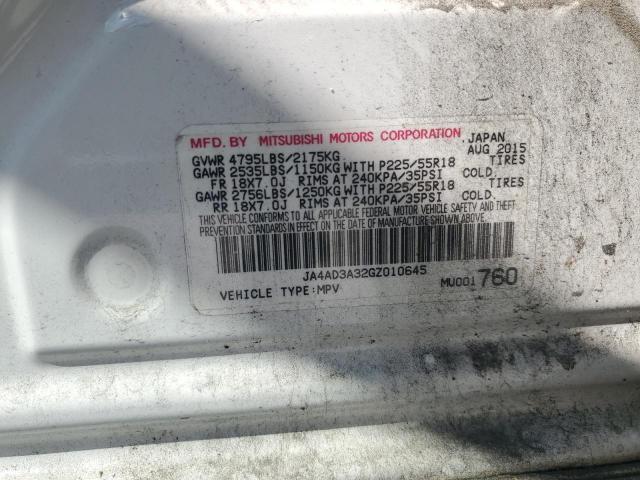 MFD. BY MITSUBISHI MOTORS CORPORATION JAPAN
GVWR 4795LBS/2175KG AUG 2015
GAWR 2535LBS/1150KG WITH P225/55R18 TIRES
FR 18X7.0J RIMS AT 240KPA/35PSI COLD
GAWR 2756LBS/1250KG WITH P225/55R18 TIRES
RR 18X7.0J RIMS AT 240KPA/35PSI COLD
THIS VEHICLE CONFORMS TO ALL APPLICABLE FEDERAL MOTOR VEHICLE SAFETY
STANDARDS IN EFFECT ON THE DATE OF MANUFACTURE SHOWN ABOVE.
JA4AD3A32GZ010645
VEHICLE TYPE:MPV MU001760